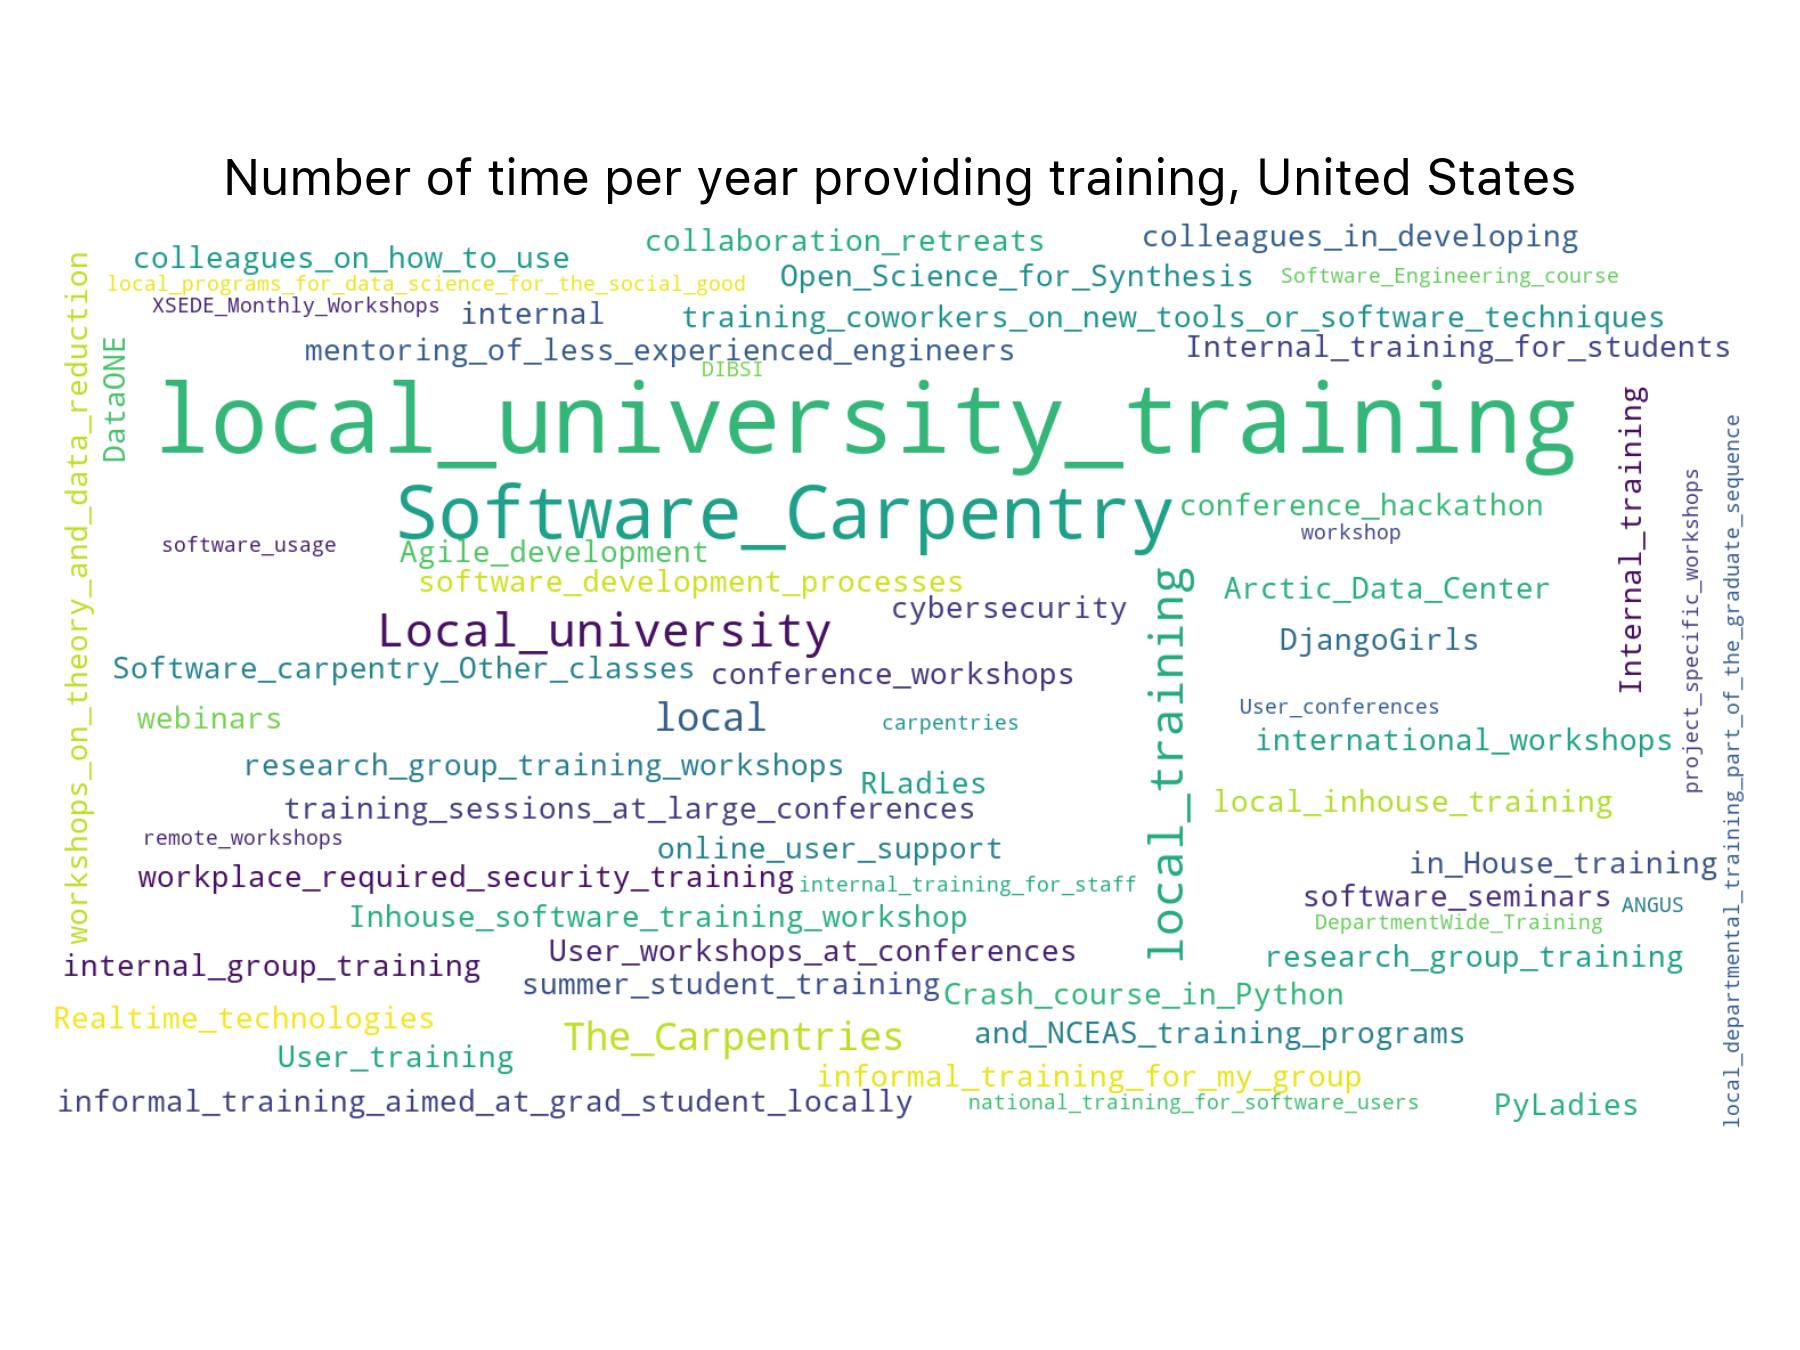 Number of time per year providing training, United States
collaboration_retreats
colleagues_in_developing
colleagues_on_how_to_use
Open_Science_for_Synthesis
Software_Engineering_course
local_programs_for_data_science_for_the_social_good
XSEDE_Monthly_Workshops
internal
training_coworkers_on_new_tools_or_software_techniques
mentoring_of_less_experienced_engineers
Internal_training_for_students
DIBSI
workshops_on_theory_and_data_reduction
DataONE
local_university_training
Internal_training
project_specific_workshops
local_departmental_training_part_of_the_graduate_sequence
Software_Carpentry
conference_hackathon
workshop
software_usage
Agile_development
software_development_processes
Arctic_Data_Center
cybersecurity
Local_university
DjangoGirls
local_training
Software_carpentry_Other_classes
conference_workshops
webinars
local
carpentries
User_conferences
international_workshops
research_group_training_workshops
RLadies
training_sessions_at_large_conferences
local_inhouse_training
remote_workshops
online_user_support
in_House_training
workplace_required_security_training
internal_training_for_staff
software_seminars
ANGUS
Inhouse_software_training_workshop
DepartmentWide_Training
User_workshops_at_conferences
research_group_training
internal_group_training
summer_student_training
Crash_course_in_Python
Realtime_technologies
The_Carpentries
and_NCEAS_training_programs
User_training
informal_training_for_my_group
informal_training_aimed_at_grad_student_locally
national_training_for_software_users
PyLadies